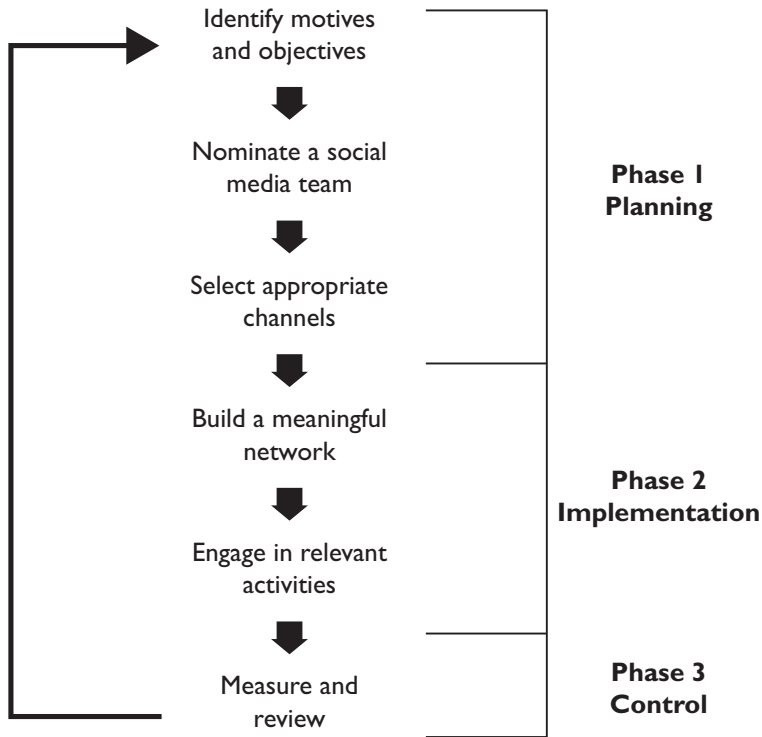 Identify motives
and objectives
Nominate a social
media team
Phase 1
Planning
Select appropriate
channels
Build a meaningful
network
Phase 2
Implementation
Engage in relevant
activities
Measure and
review
Phase 3
Control